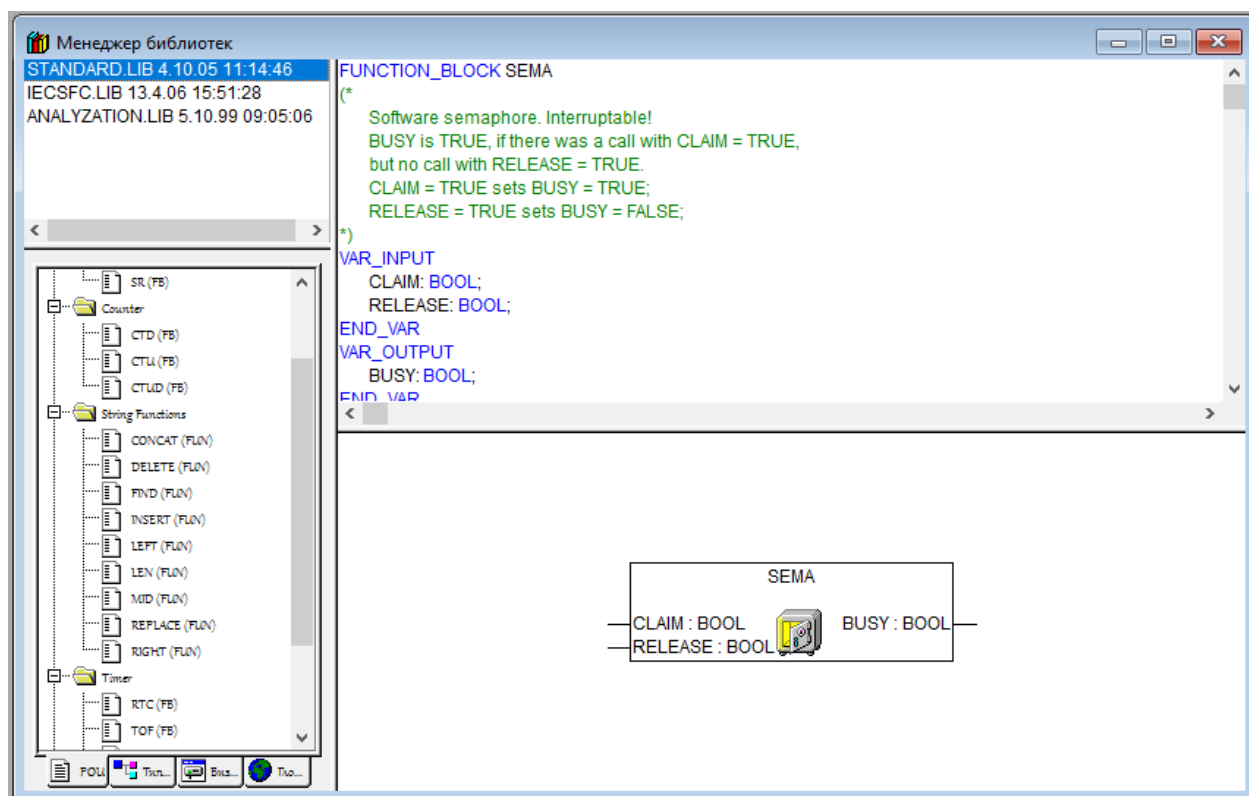 Менеджер библиотек
STANDARD.LIB 4.10.05 11:14:46
IECSFC.LIB 13.4.06 15:51:28
ANALYZATION.LIB 5.10.99 09:05:06
SR (FB)
Counter
CTD (FB)
CTU (FB)
CTUD (FB)
String Functions
CONCAT (FUN)
DELETE (FUN)
FIND (FUN)
INSERT (FUN)
LEFT (FUN)
LEN (FUN)
MID (FUN)
REPLACE (FUN)
RIGHT (FUN)
Timer
RTC (FB)
TOF (FB)
POU
Тип...
Виз...
Гло...
FUNCTION_BLOCK SEMA
(*
Software semaphore. Interruptable!
BUSY is TRUE, if there was a call with CLAIM = TRUE,
but no call with RELEASE = TRUE.
CLAIM = TRUE sets BUSY = TRUE;
RELEASE = TRUE sets BUSY = FALSE;
*)
VAR_INPUT
CLAIM: BOOL;
RELEASE: BOOL;
END_VAR
VAR_OUTPUT
BUSY: BOOL;
END_VAR
SEMA
CLAIM : BOOL BUSY : BOOL
RELEASE : BOOL